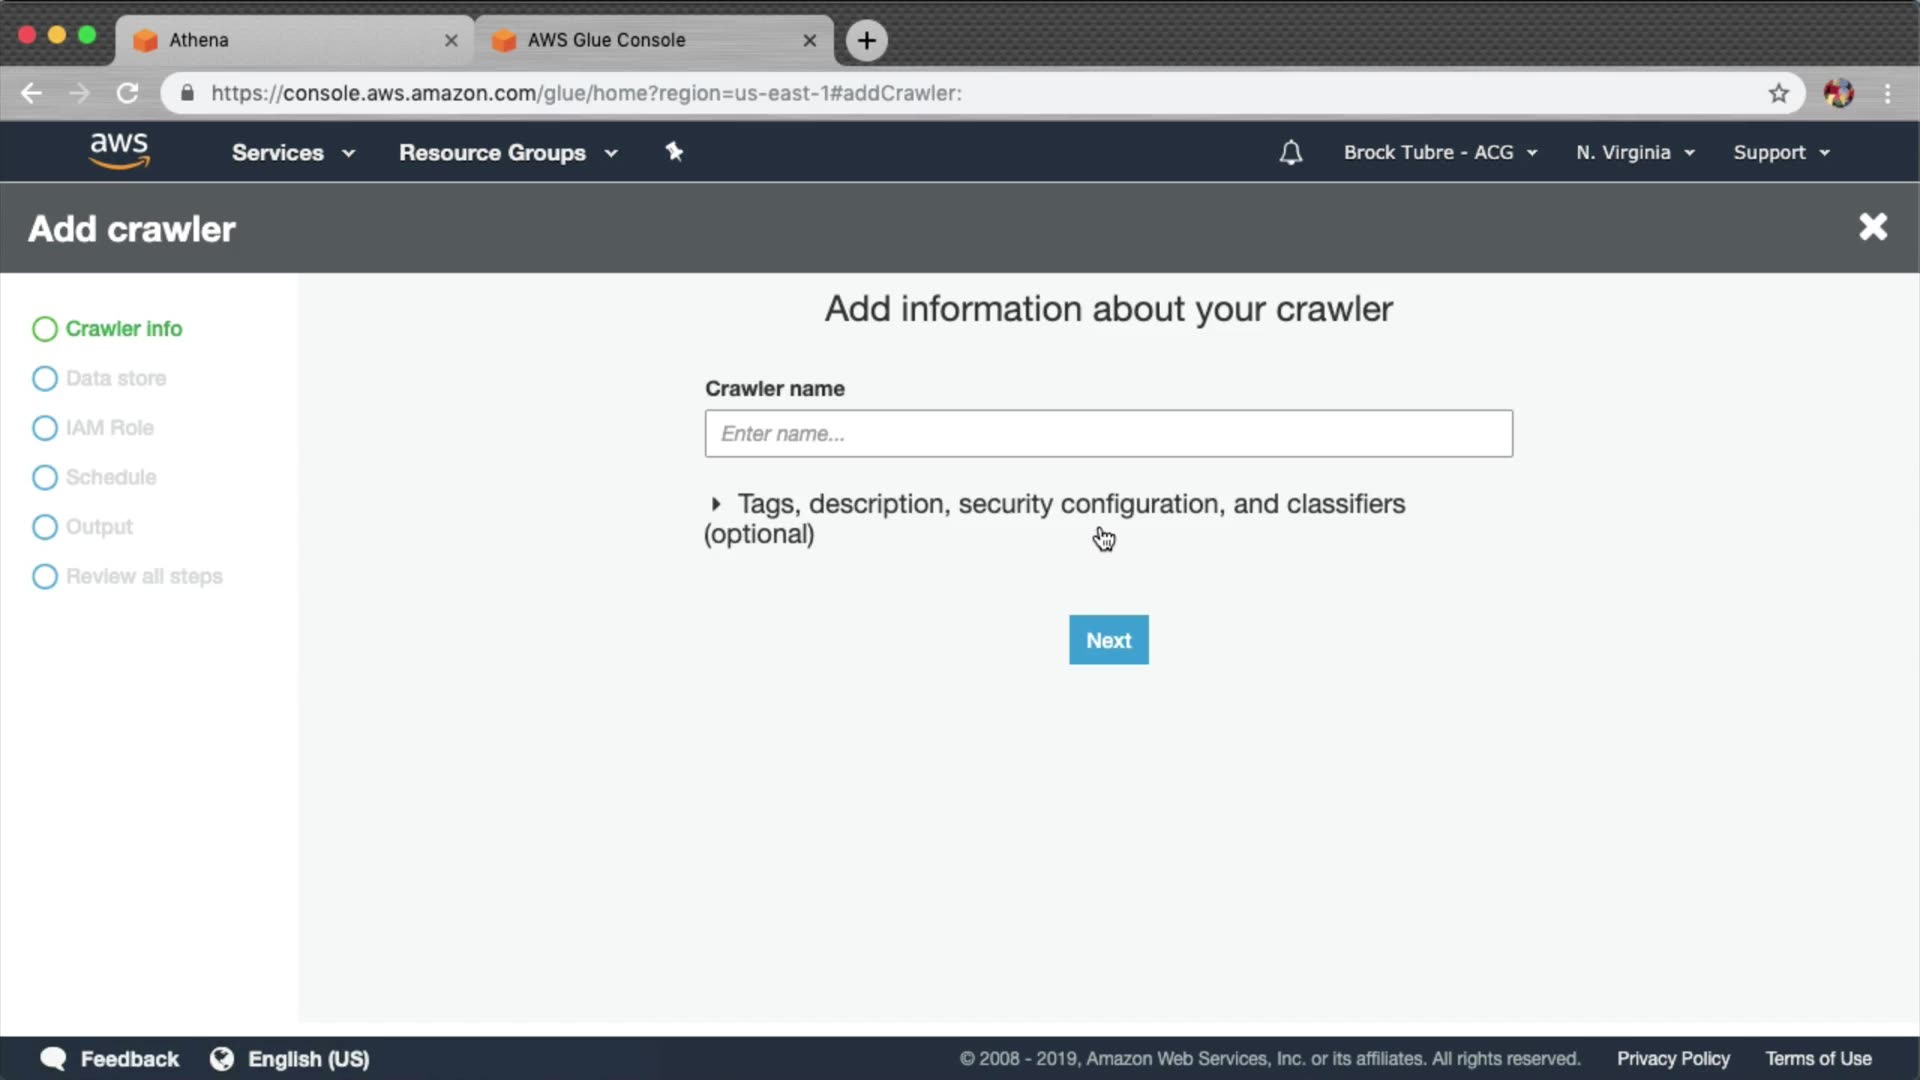 Athena
AWS Glue Console
https://console.aws.amazon.com/glue/home?region=us-east-1#addCrawler:
aws
Services
Resource Groups
Brock Tubre - ACG
N. Virginia
Support
Add crawler
Crawler info
Data store
IAM Role
Schedule
Output
Review all steps
Add information about your crawler
Crawler name
Enter name...
Tags, description, security configuration, and classifiers
(optional)
Next
Feedback
English (US)
© 2008 - 2019, Amazon Web Services, Inc. or its affiliates. All rights reserved.
Privacy Policy
Terms of Use